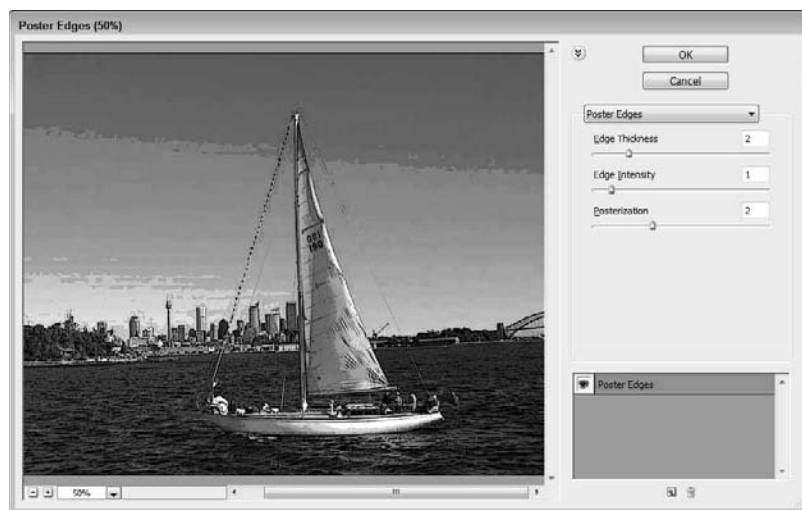 Poster Edges (50%)
OK
Cancel
Poster Edges
Edge Thickness 2
Edge Intensity 1
Posterization 2
Poster Edges
50%